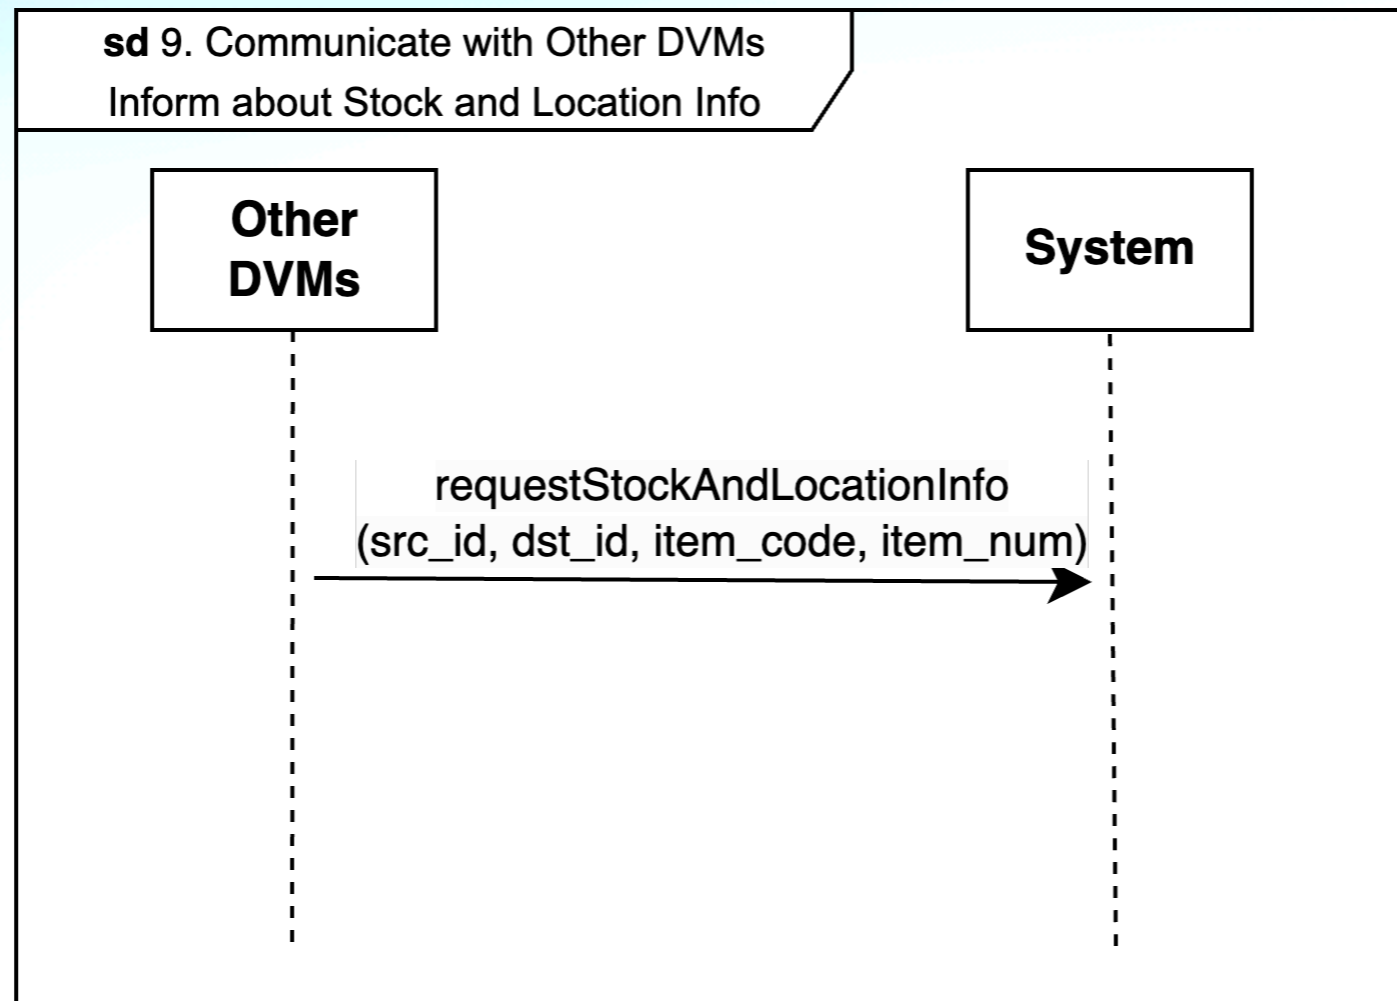 sd 9. Communicate with Other DVMs
Inform about Stock and Location Info
Other
DVMs
System
requestStockAndLocationInfo
(src_id, dst_id, item_code, item_num)